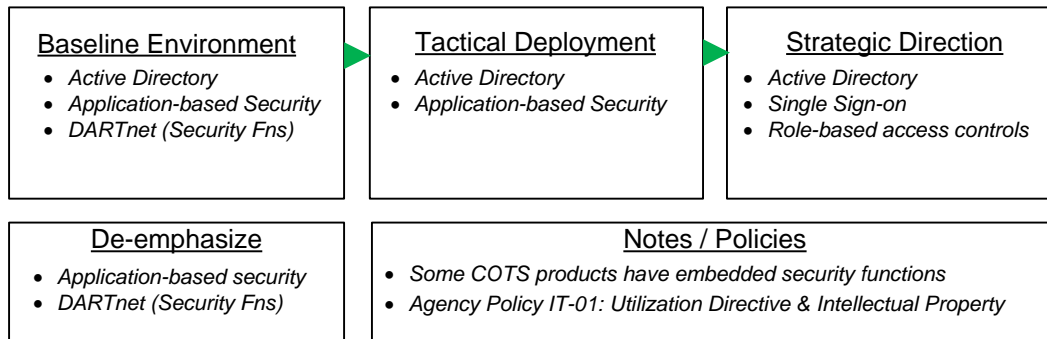 Baseline Environment
• Active Directory
• Application-based Security
• DARTnet (Security Fns)
Tactical Deployment
• Active Directory
• Application-based Security
Strategic Direction
• Active Directory
• Single Sign-on
• Role-based access controls
De-emphasize
• Application-based security
• DARTnet (Security Fns)
Notes / Policies
• Some COTS products have embedded security functions
• Agency Policy IT-01: Utilization Directive & Intellectual Property